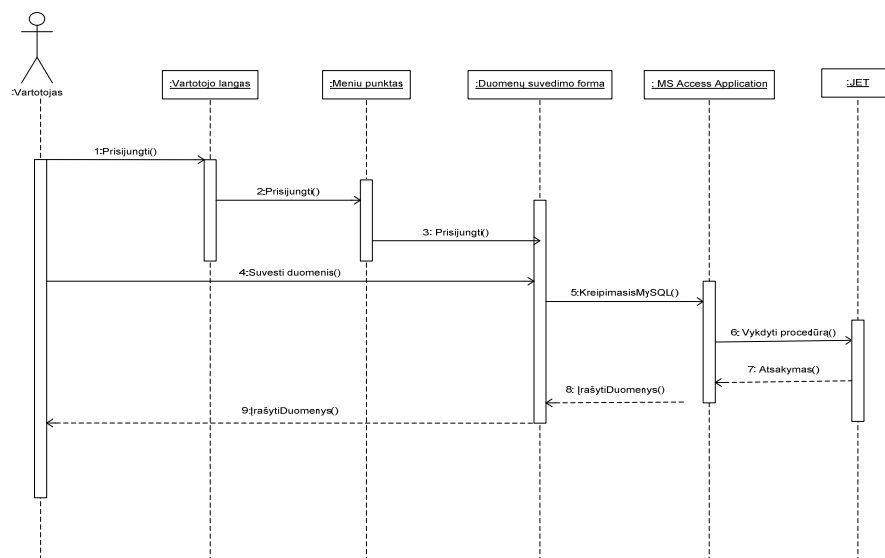 :Vartotojas
:Vartotojo langas
:Meniu punktas
:Duomenų suvedimo forma
: MS Access Application
:JET
1:Prisijungti()
2:Prisijungti()
3: Prisijungti()
4:Suvesti duomenis()
5:KreipimasisMySQL()
6: Vykdyti procedūrą()
7: Atsakymas()
8: ĮrašytiDuomenys()
9:ĮrašytiDuomenys()